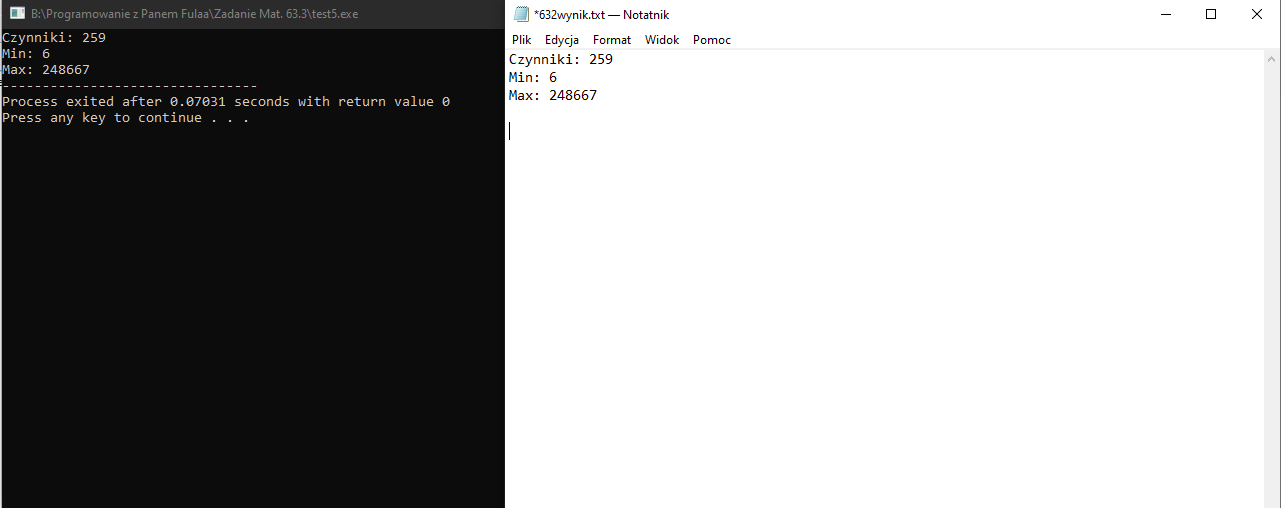 B:\Programowanie z Panem Fulaa\Zadanie Mat. 63.3\test5.exe
Czynniki: 259
Min: 6
Max: 248667
--------------------------------
Process exited after 0.07031 seconds with return value 0
Press any key to continue . . .
*632wynik.txt — Notatnik
Plik Edycja Format Widok Pomoc
Czynniki: 259
Min: 6
Max: 248667